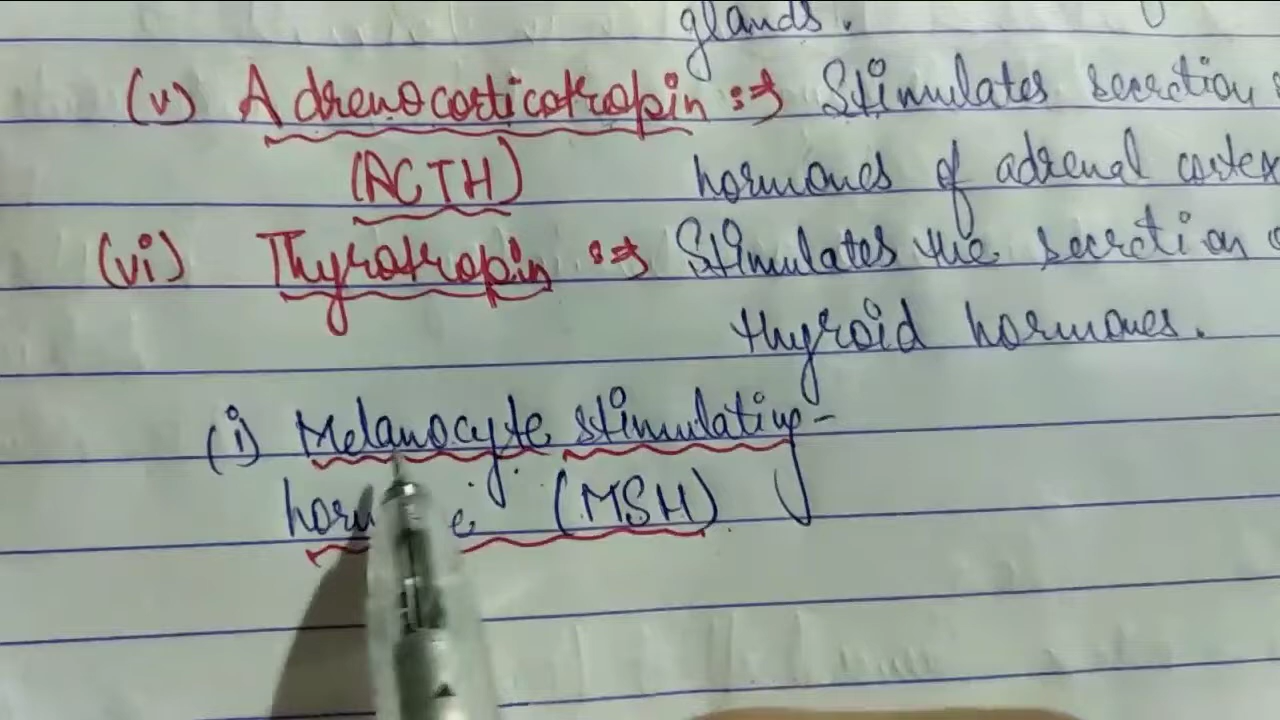 glands.
(v) Adrenocorticotropin :⇒ Stimulates secretion
(ACTH) hormones of adrenal cortex
(vi) Thyrotropin :⇒ Stimulates the secretion
thyroid hormones.
(i) Melanocyte stimulating-
(MSH)